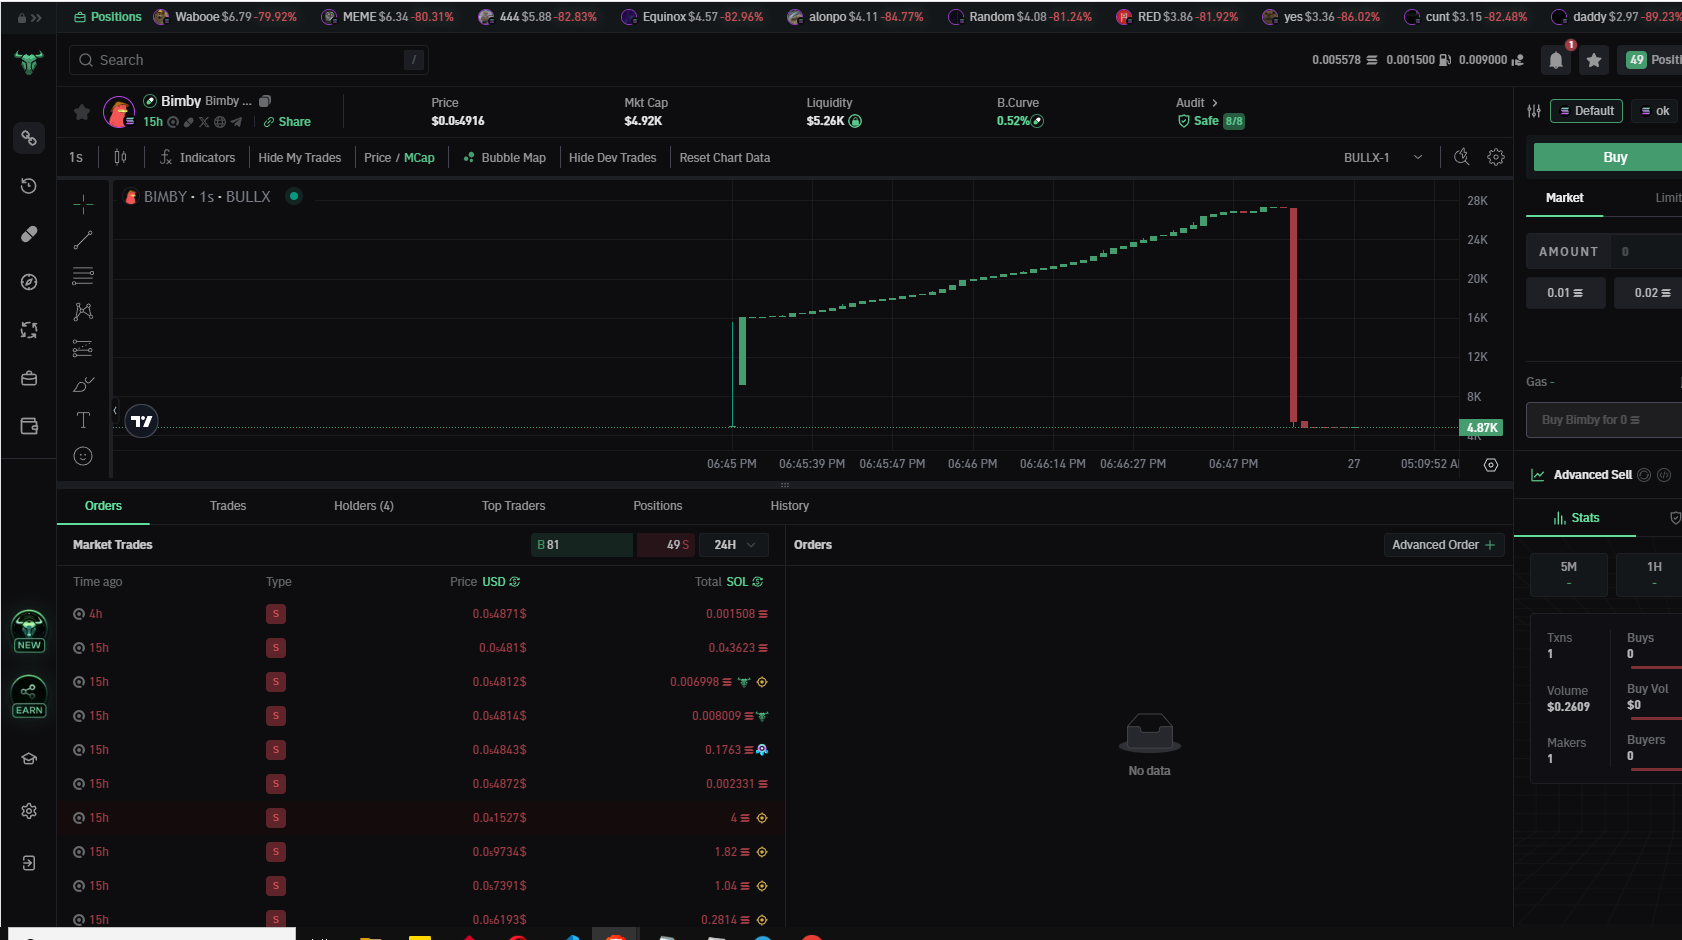 Positions Wabooe $6.79 -79.92% MEME $6.34 -80.31% 444 $5.88 -82.83% Equinox $4.57 -82.96% alonpo $4.11 -84.77% Random $4.08 -81.24% RED $3.86 -81.92% yes $3.36 -86.02% cunt $3.15 -82.48% daddy $2.97 -89.23%
Search / 0.005578 0.001500 0.009000 1 49 Positi
Bimby Bimby ...
15h Share
Price Mkt Cap Liquidity B.Curve Audit
$0.0₅4916 $4.92K $5.26K 0.52% Safe 8/8
Default ok
1s Indicators Hide My Trades Price / MCap Bubble Map Hide Dev Trades Reset Chart Data BULLX-1
Buy
BIMBY · 1s · BULLX
Market Limit
28K
24K
20K
16K
12K
8K
4.87K
4K
06:45 PM 06:45:39 PM 06:45:47 PM 06:46 PM 06:46:14 PM 06:46:27 PM 06:47 PM 27 05:09:52 A
AMOUNT 0
0.01 0.02
Gas -
Buy Bimby for 0
Advanced Sell
Stats
5M 1H
- -
Txns Buys
1 0
Volume Buy Vol
$0.2609 $0
Makers Buyers
1 0
Orders Trades Holders (4) Top Traders Positions History
Market Trades B 81 49 S 24H Orders Advanced Order +
Time ago Type Price USD Total SOL
4h S 0.0₅4871$ 0.001508
15h S 0.0₅481$ 0.0₄3623
15h S 0.0₅4812$ 0.006998
15h S 0.0₅4814$ 0.008009
15h S 0.0₅4843$ 0.1763
15h S 0.0₅4872$ 0.002331
15h S 0.0₄1527$ 4
15h S 0.0₅9734$ 1.82
15h S 0.0₅7391$ 1.04
15h S 0.0₅6193$ 0.2814
No data
NEW
EARN